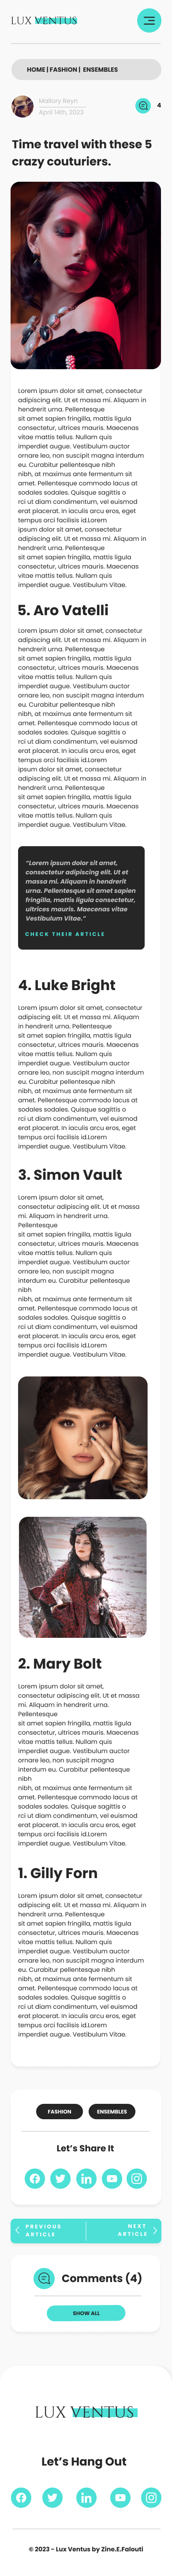 LUX VENTUS
HOME | FASHION | ENSEMBLES
Mallory Reyn
April 14th, 2023
4
Time travel with these 5
crazy couturiers.
Lorem ipsum dolor sit amet, consectetur
adipiscing elit. Ut et massa mi. Aliquam in
hendrerit urna. Pellentesque
sit amet sapien fringilla, mattis ligula
consectetur, ultrices mauris. Maecenas
vitae mattis tellus. Nullam quis
imperdiet augue. Vestibulum auctor
ornare leo, non suscipit magna interdum
eu. Curabitur pellentesque nibh
nibh, at maximus ante fermentum sit
amet. Pellentesque commodo lacus at
sodales sodales. Quisque sagittis o
rci ut diam condimentum, vel euismod
erat placerat. In iaculis arcu eros, eget
tempus orci facilisis id.Lorem
ipsum dolor sit amet, consectetur
adipiscing elit. Ut et massa mi. Aliquam in
hendrerit urna. Pellentesque
sit amet sapien fringilla, mattis ligula
consectetur, ultrices mauris. Maecenas
vitae mattis tellus. Nullam quis
imperdiet augue. Vestibulum Vitae.
5. Aro Vatelli
Lorem ipsum dolor sit amet, consectetur
adipiscing elit. Ut et massa mi. Aliquam in
hendrerit urna. Pellentesque
sit amet sapien fringilla, mattis ligula
consectetur, ultrices mauris. Maecenas
vitae mattis tellus. Nullam quis
imperdiet augue. Vestibulum auctor
ornare leo, non suscipit magna interdum
eu. Curabitur pellentesque nibh
nibh, at maximus ante fermentum sit
amet. Pellentesque commodo lacus at
sodales sodales. Quisque sagittis o
rci ut diam condimentum, vel euismod
erat placerat. In iaculis arcu eros, eget
tempus orci facilisis id.Lorem
ipsum dolor sit amet, consectetur
adipiscing elit. Ut et massa mi. Aliquam in
hendrerit urna. Pellentesque
sit amet sapien fringilla, mattis ligula
consectetur, ultrices mauris. Maecenas
vitae mattis tellus. Nullam quis
imperdiet augue. Vestibulum Vitae.
“Lorem ipsum dolor sit amet,
consectetur adipiscing elit. Ut et
massa mi. Aliquam in hendrerit
urna. Pellentesque sit amet sapien
fringilla, mattis ligula consectetur,
ultrices mauris. Maecenas vitae
Vestibulum Vitae.”
CHECK THEIR ARTICLE
4. Luke Bright
Lorem ipsum dolor sit amet, consectetur
adipiscing elit. Ut et massa mi. Aliquam
in hendrerit urna. Pellentesque
sit amet sapien fringilla, mattis ligula
consectetur, ultrices mauris. Maecenas
vitae mattis tellus. Nullam quis
imperdiet augue. Vestibulum auctor
ornare leo, non suscipit magna interdum
eu. Curabitur pellentesque nibh
nibh, at maximus ante fermentum sit
amet. Pellentesque commodo lacus at
sodales sodales. Quisque sagittis o
rci ut diam condimentum, vel euismod
erat placerat. In iaculis arcu eros, eget
tempus orci facilisis id.Lorem
imperdiet augue. Vestibulum Vitae.
3. Simon Vault
Lorem ipsum dolor sit amet,
consectetur adipiscing elit. Ut et massa
mi. Aliquam in hendrerit urna.
Pellentesque
sit amet sapien fringilla, mattis ligula
consectetur, ultrices mauris. Maecenas
vitae mattis tellus. Nullam quis
imperdiet augue. Vestibulum auctor
ornare leo, non suscipit magna
interdum eu. Curabitur pellentesque
nibh
nibh, at maximus ante fermentum sit
amet. Pellentesque commodo lacus at
sodales sodales. Quisque sagittis o
rci ut diam condimentum, vel euismod
erat placerat. In iaculis arcu eros, eget
tempus orci facilisis id.Lorem
imperdiet augue. Vestibulum Vitae.
2. Mary Bolt
Lorem ipsum dolor sit amet,
consectetur adipiscing elit. Ut et massa
mi. Aliquam in hendrerit urna.
Pellentesque
sit amet sapien fringilla, mattis ligula
consectetur, ultrices mauris. Maecenas
vitae mattis tellus. Nullam quis
imperdiet augue. Vestibulum auctor
ornare leo, non suscipit magna
interdum eu. Curabitur pellentesque
nibh
nibh, at maximus ante fermentum sit
amet. Pellentesque commodo lacus at
sodales sodales. Quisque sagittis o
rci ut diam condimentum, vel euismod
erat placerat. In iaculis arcu eros, eget
tempus orci facilisis id.Lorem
imperdiet augue. Vestibulum Vitae.
1. Gilly Forn
Lorem ipsum dolor sit amet, consectetur
adipiscing elit. Ut et massa mi. Aliquam in
hendrerit urna. Pellentesque
sit amet sapien fringilla, mattis ligula
consectetur, ultrices mauris. Maecenas
vitae mattis tellus. Nullam quis
imperdiet augue. Vestibulum auctor
ornare leo, non suscipit magna interdum
eu. Curabitur pellentesque nibh
nibh, at maximus ante fermentum sit
amet. Pellentesque commodo lacus at
sodales sodales. Quisque sagittis o
rci ut diam condimentum, vel euismod
erat placerat. In iaculis arcu eros, eget
tempus orci facilisis id.Lorem
imperdiet augue. Vestibulum Vitae.
FASHION
ENSEMBLES
Let’s Share It
PREVIOUS
ARTICLE
NEXT
ARTICLE
Comments (4)
SHOW ALL
LUX VENTUS
Let’s Hang Out
© 2023 - Lux Ventus by Zine.E.Falouti